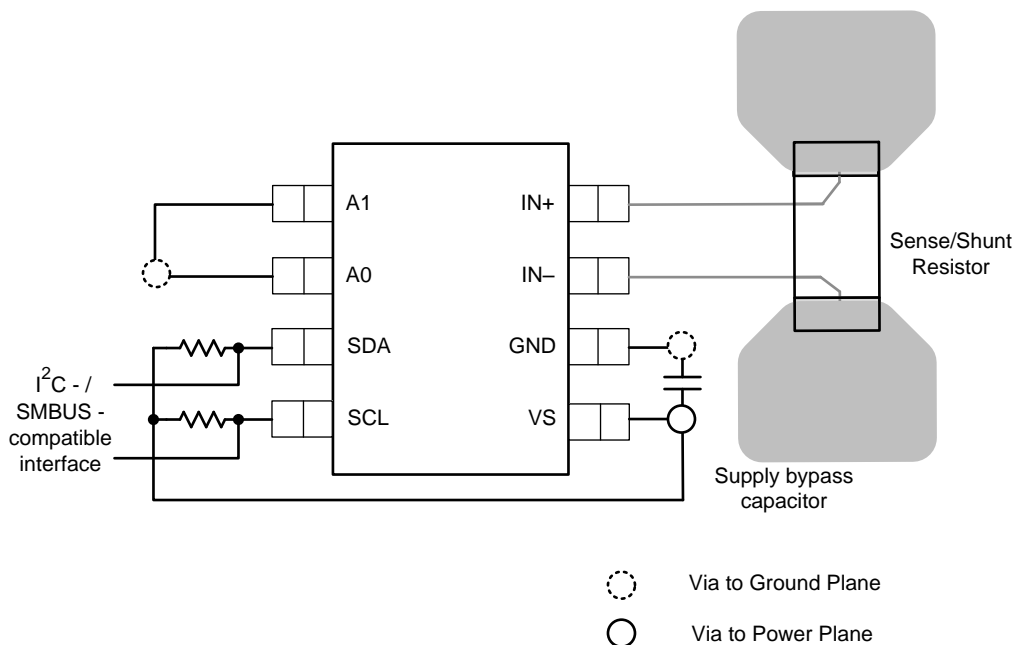 A1
A0
SDA
SCL
IN+
IN–
GND
VS
I2C - /
SMBUS -
compatible
interface
Sense/Shunt
Resistor
Supply bypass
capacitor
Via to Ground Plane
Via to Power Plane